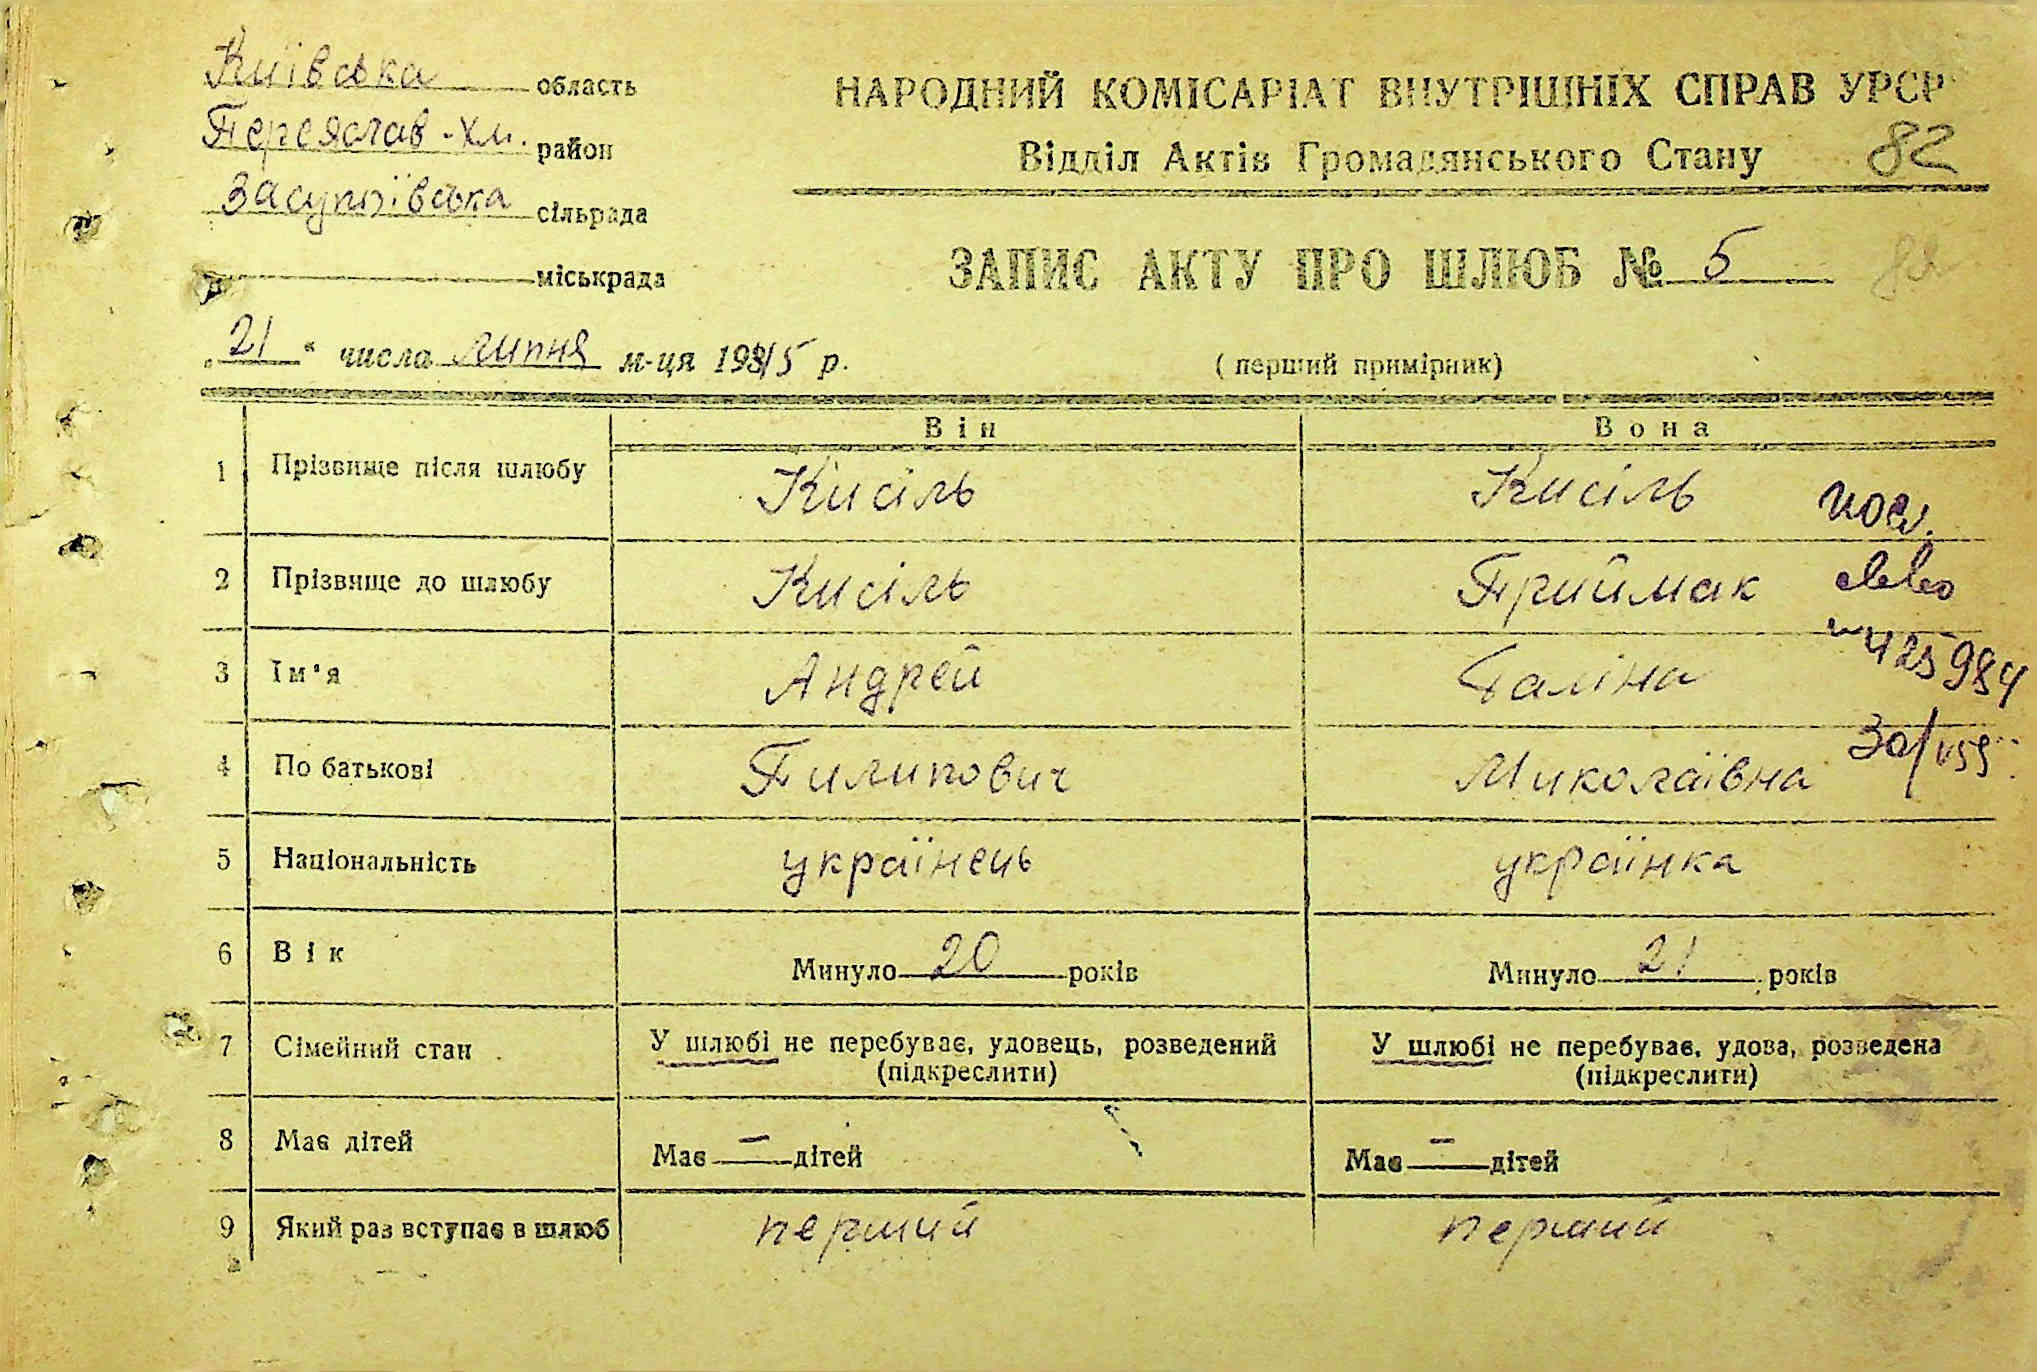 Київська область
Переяслав-Хм. район
Засупоївська сільрада
міськрада
НАРОДНИЙ КОМІСАРІАТ ВНУТРІШНІХ СПРАВ УРСР
Відділ Актів Громадянського Стану 82
ЗАПИС АКТУ ПРО ШЛЮБ № 5
„21“ числа липня м-ця 1945 р.
( перший примірник)
Він Вона
1 Прізвище після шлюбу Кисіль Кисіль
2 Прізвище до шлюбу Кисіль Приймак
3 Ім'я Андрей Галіна
425984
4 По батькові Пилипович Миколаївна
5 Національність українець українка
6 Вік Минуло 20 років Минуло 21 років
7 Сімейний стан У шлюбі не перебуває, удовець, розведений У шлюбі не перебуває, удова, розведена
(підкреслити) (підкреслити)
8 Має дітей Має — дітей Має — дітей
9 Який раз вступає в шлюб перший перший